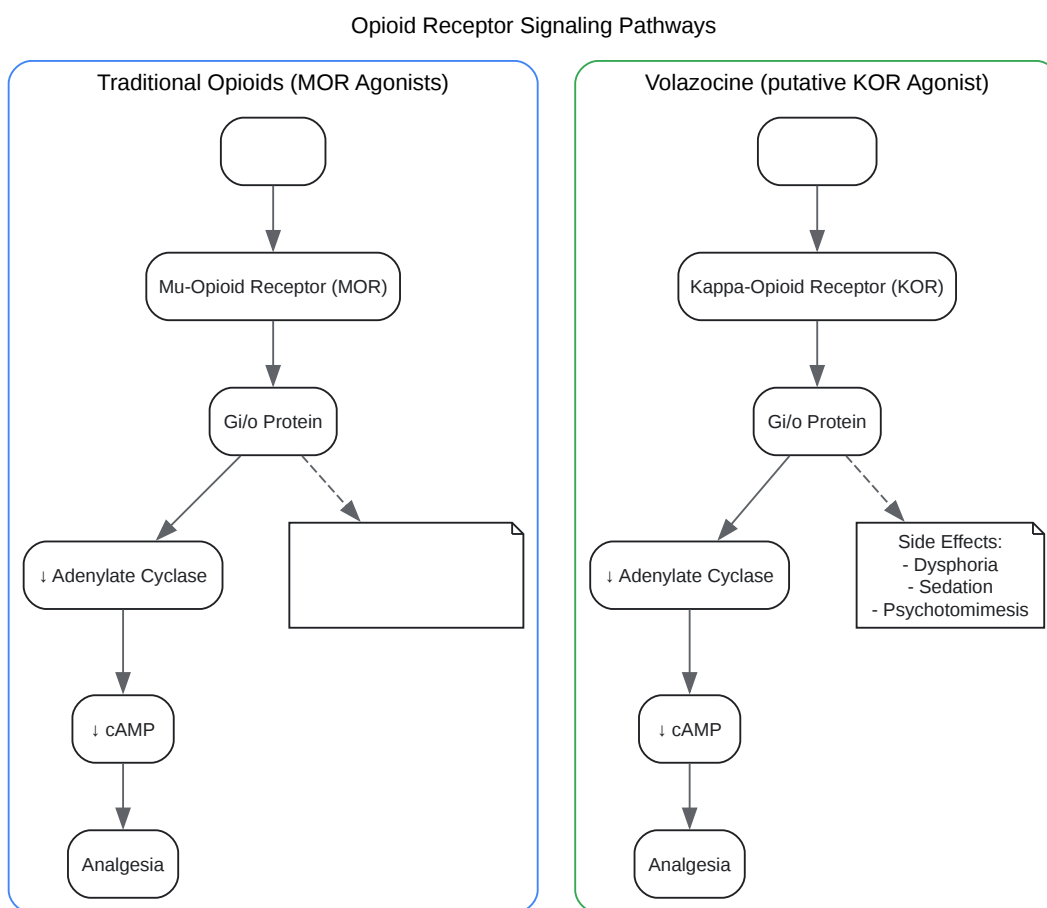 Opioid Receptor Signaling Pathways
Traditional Opioids (MOR Agonists)
Mu-Opioid Receptor (MOR)
Gi/o Protein
↓ Adenylate Cyclase
↓ cAMP
Analgesia
Volazocine (putative KOR Agonist)
Kappa-Opioid Receptor (KOR)
Gi/o Protein
↓ Adenylate Cyclase
Side Effects:
- Dysphoria
- Sedation
- Psychotomimesis
↓ cAMP
Analgesia